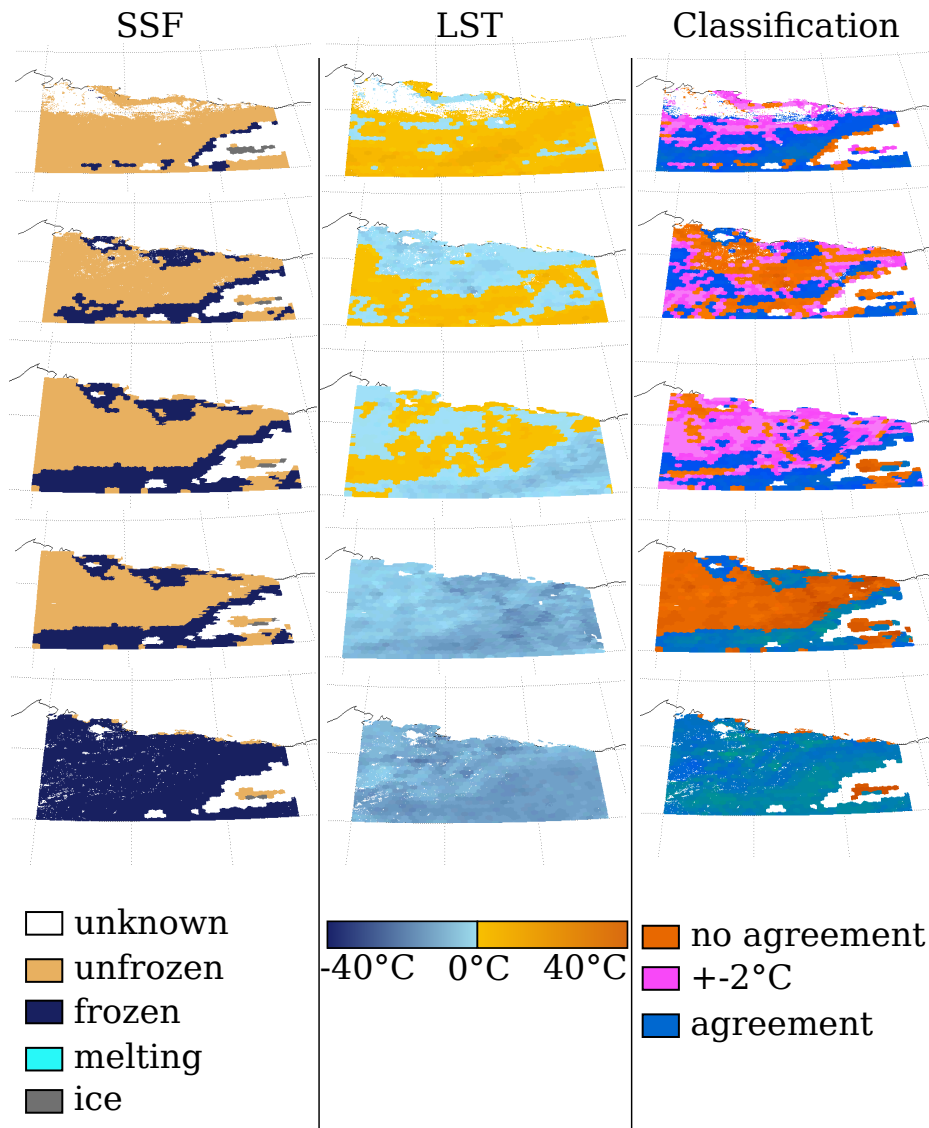 SSF LST Classification
unknown
unfrozen
frozen
melting
ice
-40°C 0°C 40°C
no agreement
+-2°C
agreement